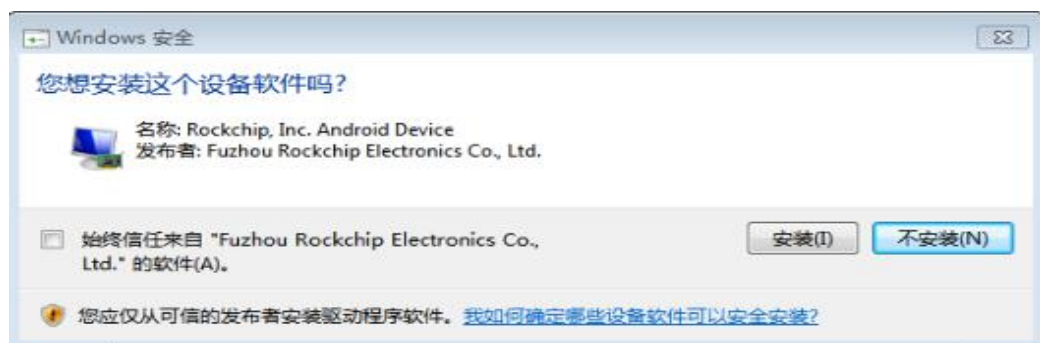 Windows 安全
您想安装这个设备软件吗?
名称: Rockchip, Inc. Android Device
发布者: Fuzhou Rockchip Electronics Co., Ltd.
始终信任来自 "Fuzhou Rockchip Electronics Co.,
Ltd." 的软件(A)。
安装(I)
不安装(N)
您应仅从可信的发布者安装驱动程序软件。我如何确定哪些设备软件可以安全安装?